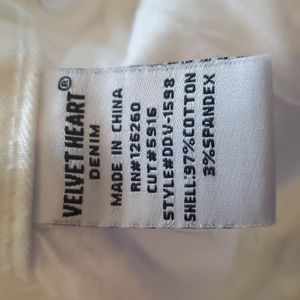 VELVET HEART®
DENIM
MADE IN CHINA
RN#126260
CUT#5916
STYLE#DDV-1598
SHELL:97%COTTON
3%SPANDEX